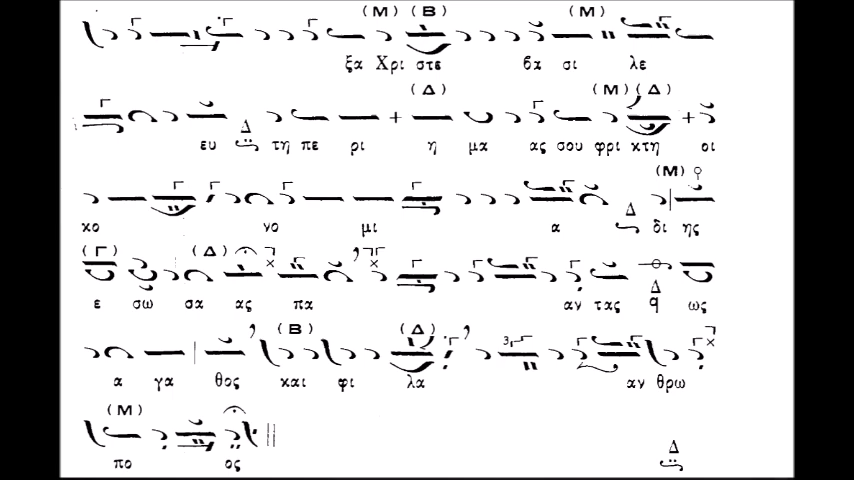 (Μ) (Β) (Μ)
ξα Χρι στε βα σι λε
(Δ) (Μ) (Δ)
ευ Δ τη πε ρι η μα ας σου φρι κτη οι
(Μ)
κο νο μι α Δ δι ης
(Γ) (Δ)
ε σω σα ας πα αν τας Δ q ως
(Β) (Δ)
α γα θος και φι λα αν θρω
(Μ)
πο ος Δ